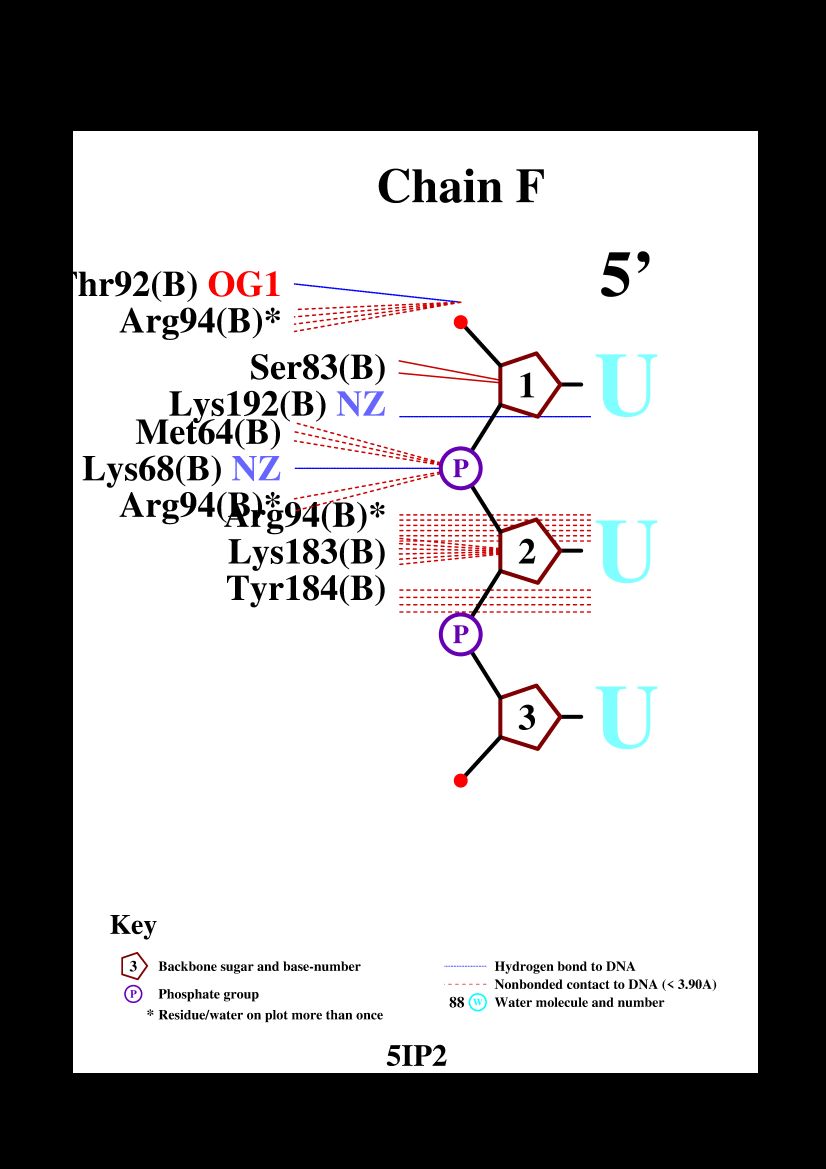 Chain F
5’
Thr92(B) OG1
Arg94(B)*
Ser83(B)
1 U
Lys192(B) NZ
Met64(B)
Lys68(B) NZ
P
Arg94(B)*
Arg94(B)*
Lys183(B)
2 U
Tyr184(B)
P
3 U
Key
3 Backbone sugar and base-number
P Phosphate group
* Residue/water on plot more than once
Hydrogen bond to DNA
Nonbonded contact to DNA (< 3.90A)
88 W Water molecule and number
5IP2